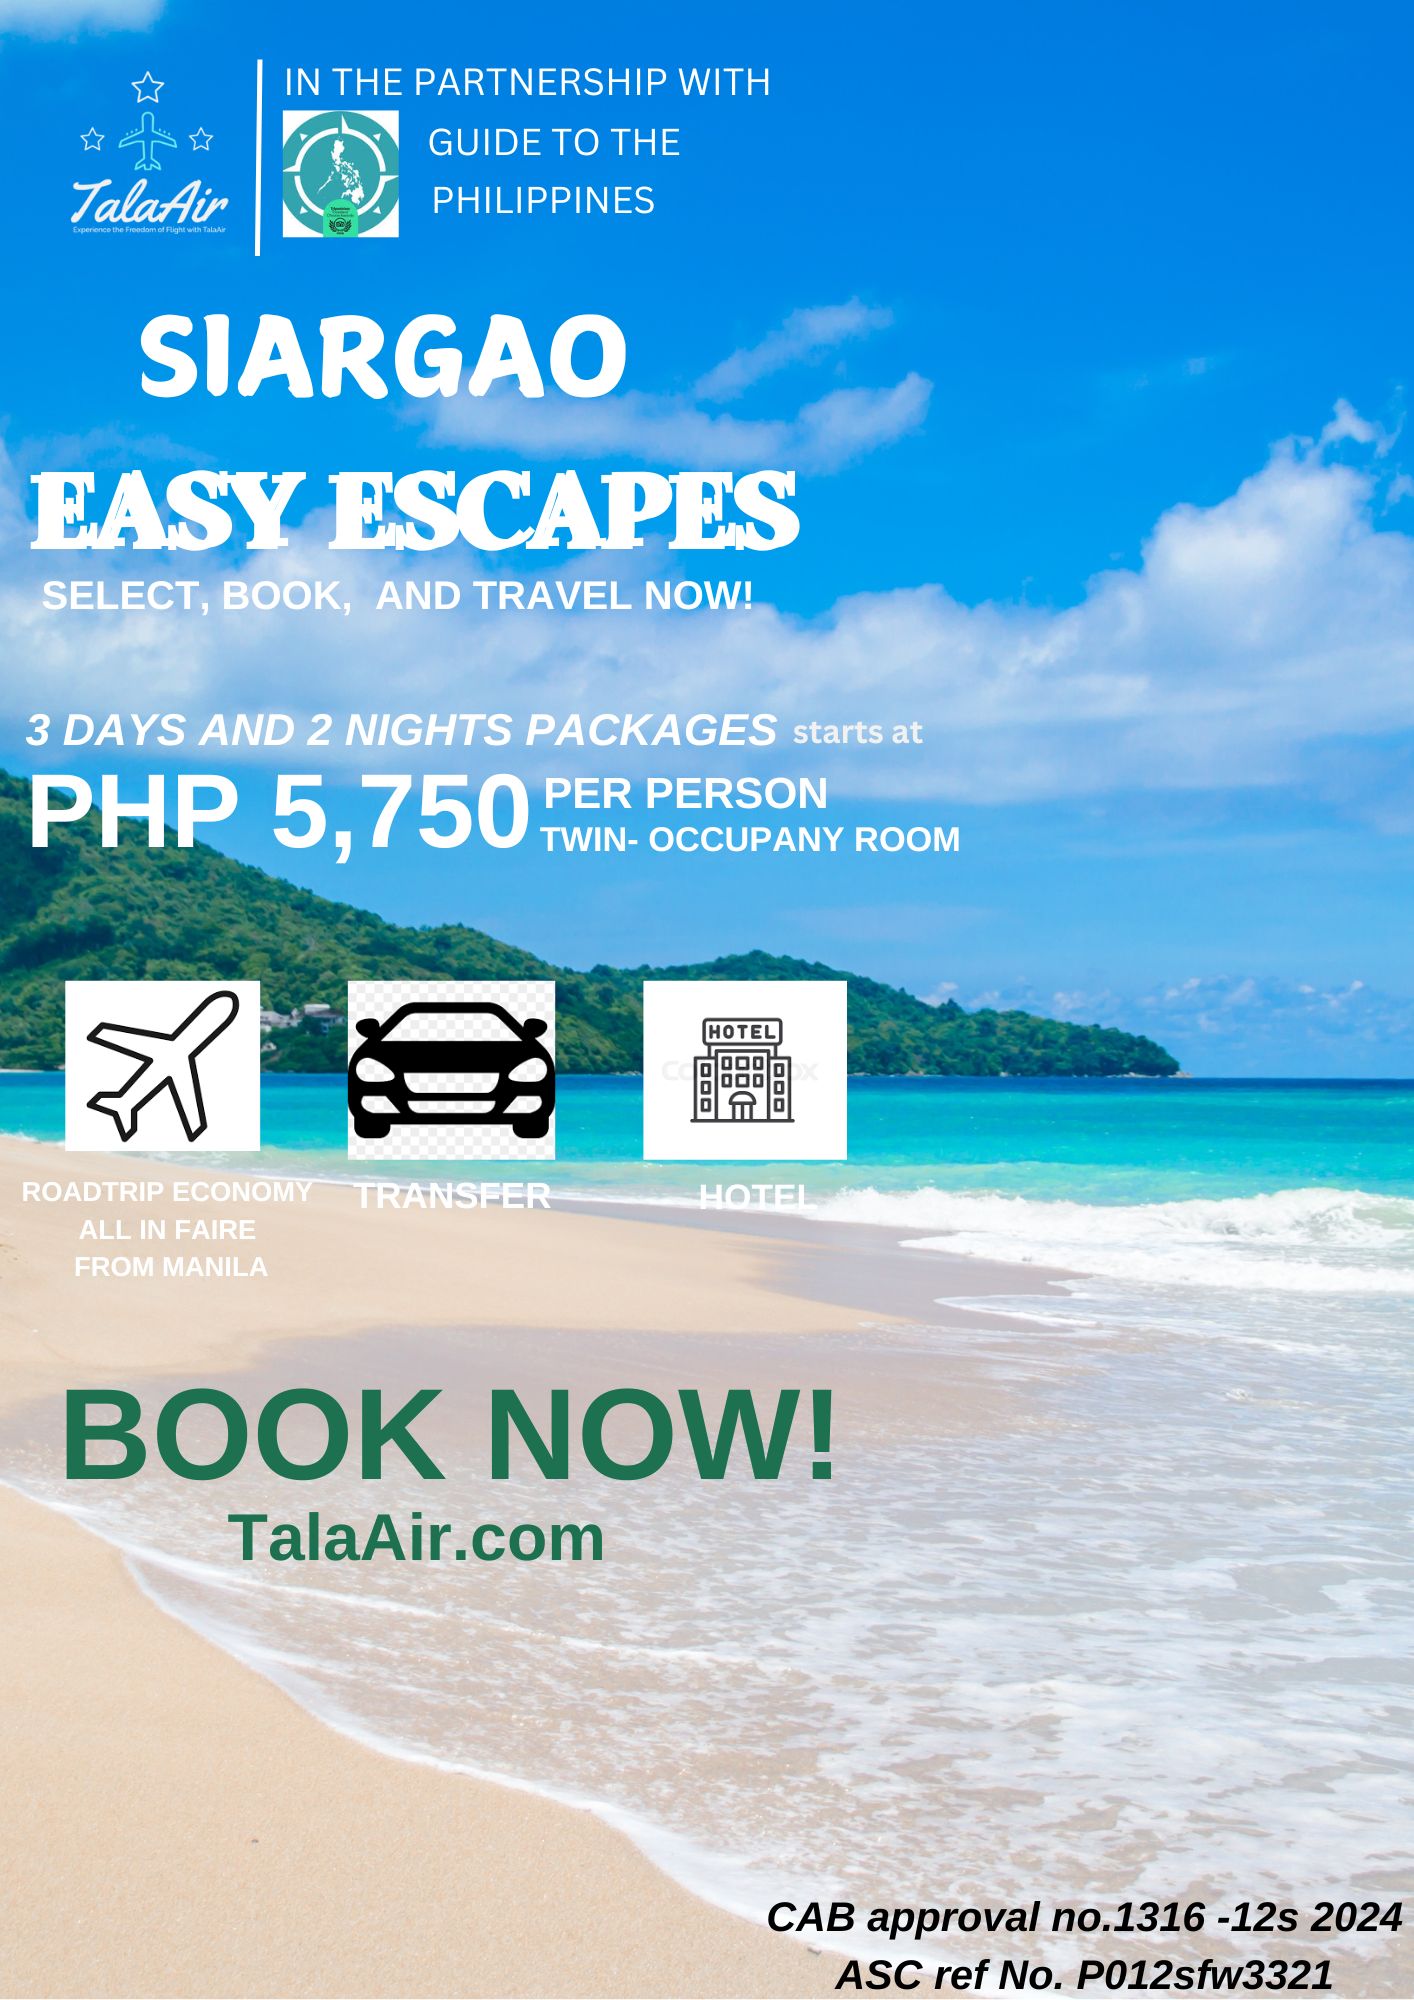 IN THE PARTNERSHIP WITH
GUIDE TO THE
PHILIPPINES
TalaAir
Experience the Freedom of Flight with TalaAir
SIARGAO
EASY ESCAPES
SELECT, BOOK, AND TRAVEL NOW!
3 DAYS AND 2 NIGHTS PACKAGES starts at
PHP 5,750 PER PERSON
TWIN- OCCUPANY ROOM
HOTEL
ROADTRIP ECONOMY
ALL IN FAIRE
FROM MANILA
TRANSFER
HOTEL
BOOK NOW!
TalaAir.com
CAB approval no.1316 -12s 2024
ASC ref No. P012sfw3321